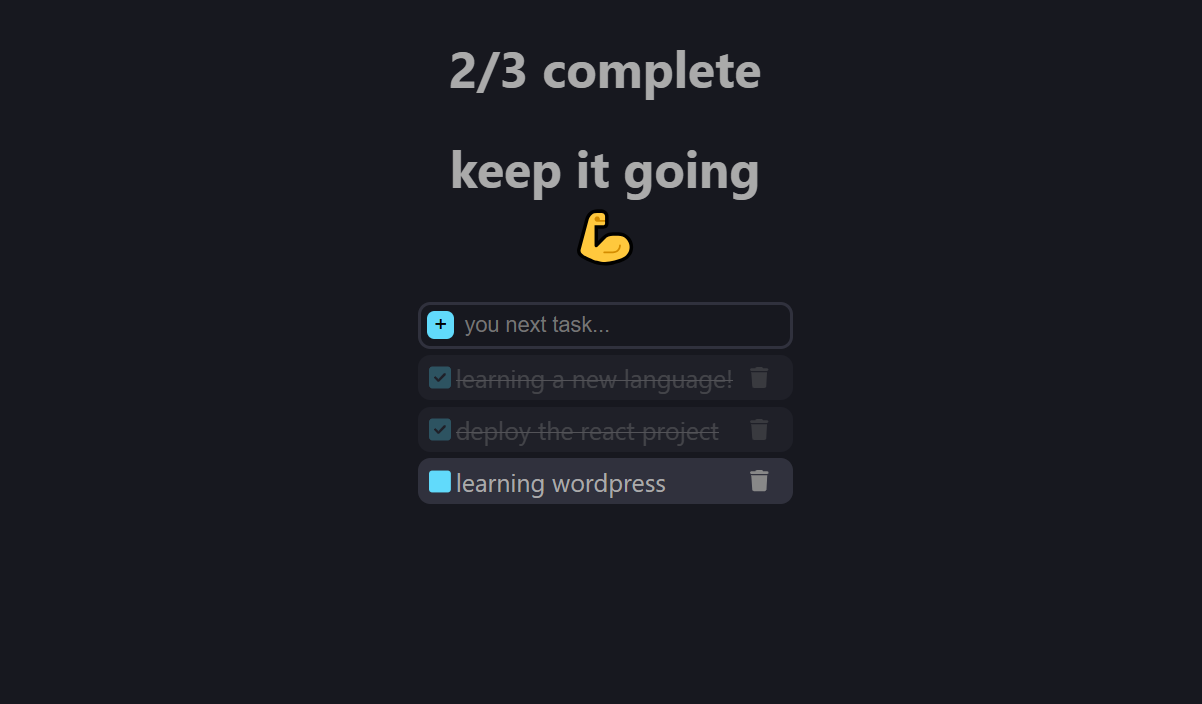 2/3 complete
keep it going
you next task...
learning a new language!
deploy the react project
learning wordpress